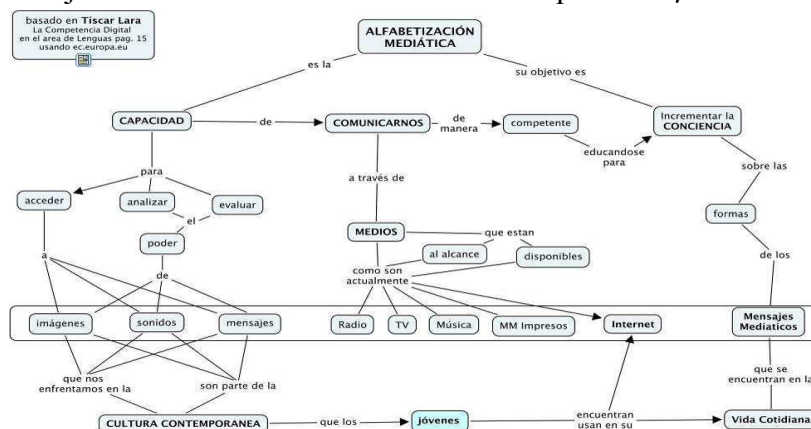 basado en Tíscar Lara
La Competencia Digital
en el area de Lenguas pag. 15
usando ec.europa.eu
ALFABETIZACIÓN
MEDIÁTICA
es la
su objetivo es
CAPACIDAD
de
COMUNICARNOS
de
manera
competente
educandose
para
Incrementar la
CONCIENCIA
para
acceder
analizar
evaluar
el
poder
a
de
a través de
MEDIOS
que estan
al alcance
disponibles
como son
actualmente
sobre las
formas
de los
imágenes
sonidos
mensajes
Radio
TV
Música
MM Impresos
Internet
Mensajes
Mediaticos
que nos
enfrentamos en la
son parte de la
que se
encuentran en la
CULTURA CONTEMPORANEA
que los
jóvenes
encuentran
usan en su
Vida Cotidiana